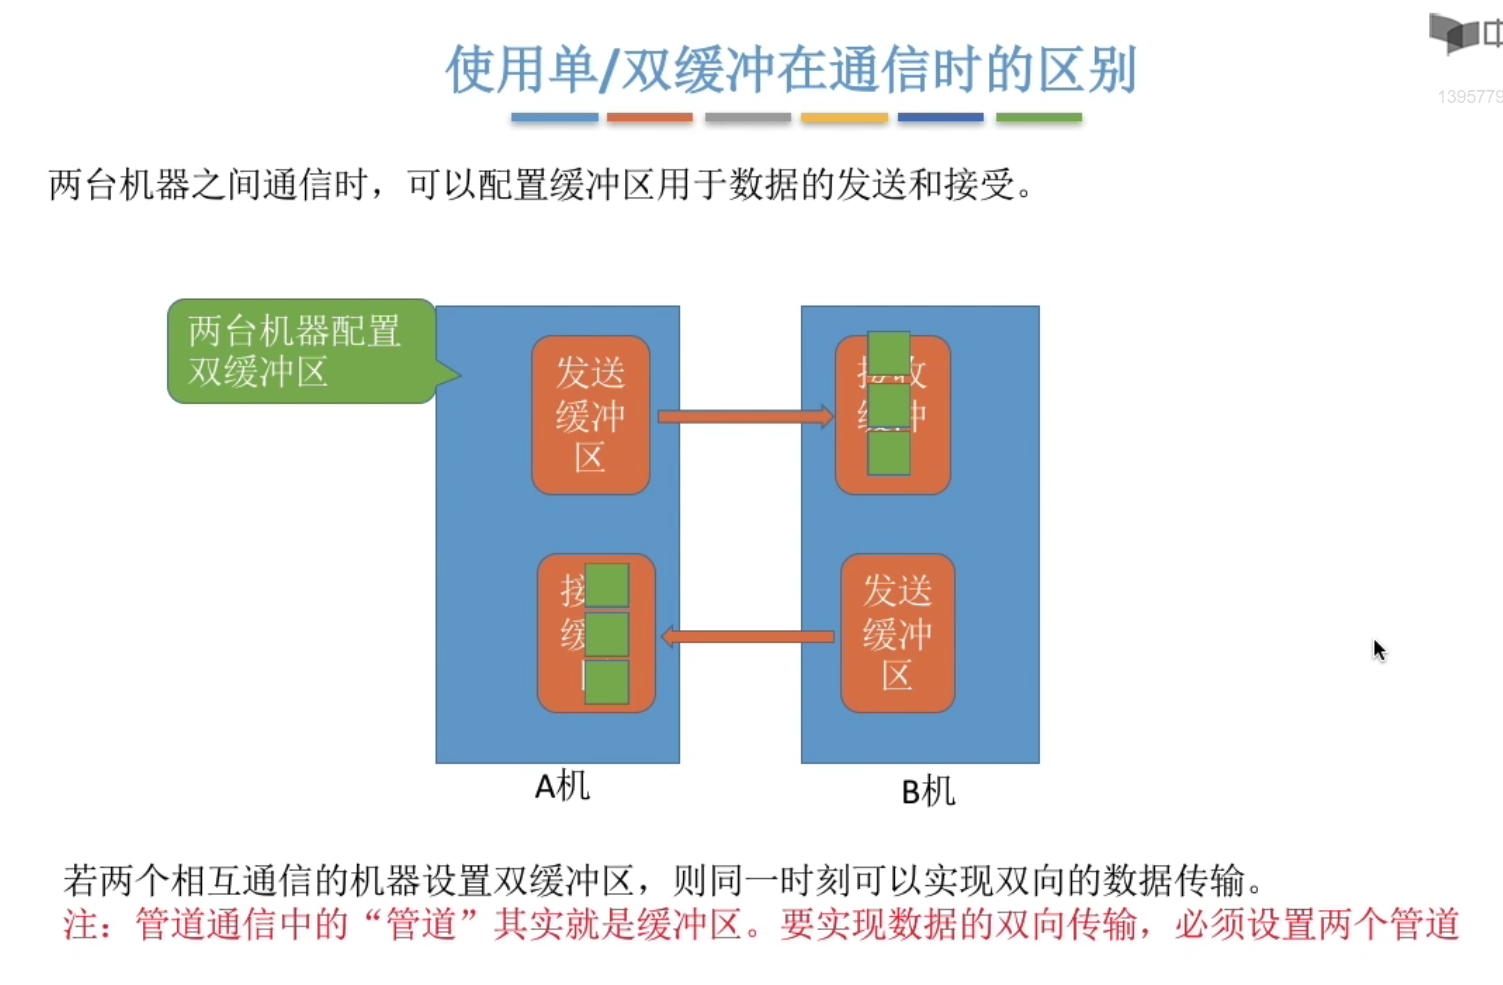 使用单/双缓冲在通信时的区别
1395779
两台机器之间通信时，可以配置缓冲区用于数据的发送和接受。
两台机器配置
双缓冲区
发送
缓冲
区
接收
缓冲
接
缓
发送
缓冲
区
A机
B机
若两个相互通信的机器设置双缓冲区，则同一时刻可以实现双向的数据传输。
注：管道通信中的“管道”其实就是缓冲区。要实现数据的双向传输，必须设置两个管道